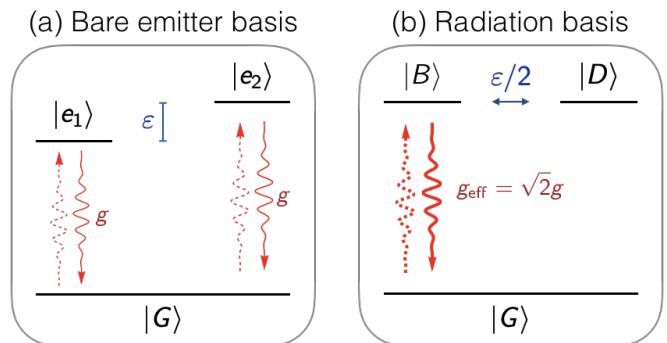 (a) Bare emitter basis
|e₁⟩
ε
|e₂⟩
g
g
|G⟩
(b) Radiation basis
|B⟩
ε/2
|D⟩
g_eff = √2g
|G⟩